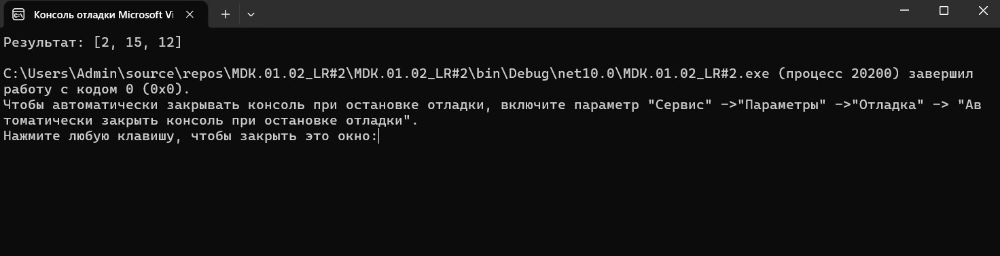 Консоль отладки Microsoft Vi
Результат: [2, 15, 12]
C:\Users\Admin\source\repos\MDK.01.02_LR#2\MDK.01.02_LR#2\bin\Debug\net10.0\MDK.01.02_LR#2.exe (процесс 20200) завершил
работу с кодом 0 (0x0).
Чтобы автоматически закрывать консоль при остановке отладки, включите параметр "Сервис" ->"Параметры" ->"Отладка" -> "Ав
томатически закрыть консоль при остановке отладки".
Нажмите любую клавишу, чтобы закрыть это окно: